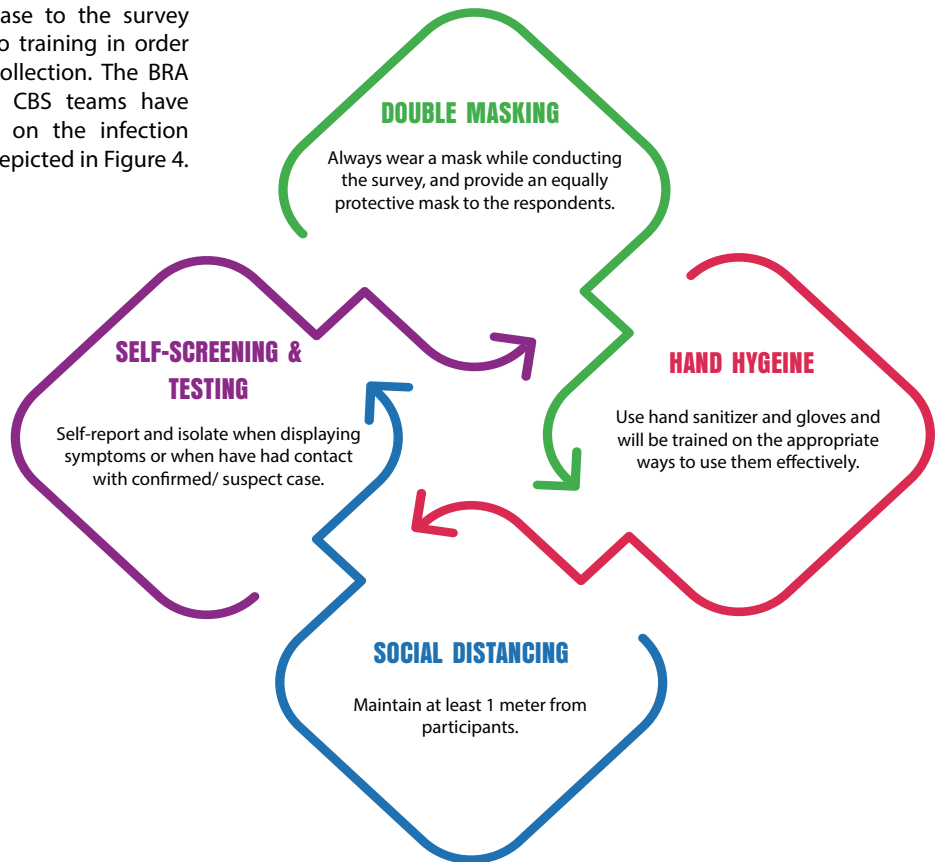 ase to the survey
o training in order
ollection. The BRA
CBS teams have
on the infection
epicted in Figure 4.
DOUBLE MASKING
Always wear a mask while conducting
the survey, and provide an equally
protective mask to the respondents.
SELF-SCREENING &
TESTING
Self-report and isolate when displaying
symptoms or when have had contact
with confirmed/ suspect case.
HAND HYGEINE
Use hand sanitizer and gloves and
will be trained on the appropriate
ways to use them effectively.
SOCIAL DISTANCING
Maintain at least 1 meter from
participants.